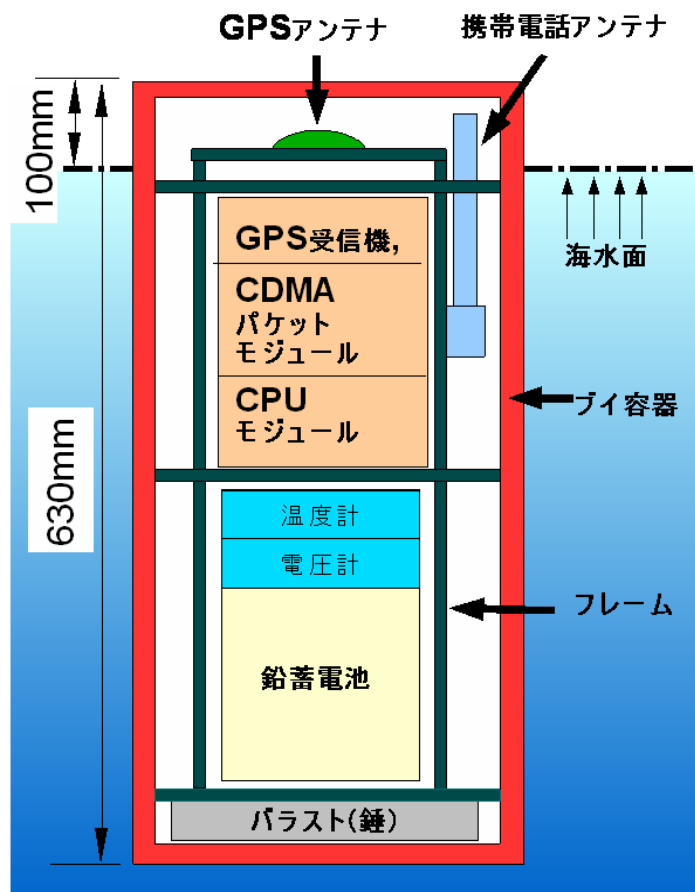 GPSアンテナ
携帯電話アンテナ
100mm
GPS受信機,
CDMA
パケット
モジュール
CPU
モジュール
海水面
ブイ容器
630mm
温度計
電圧計
フレーム
鉛蓄電池
バラスト(錘)